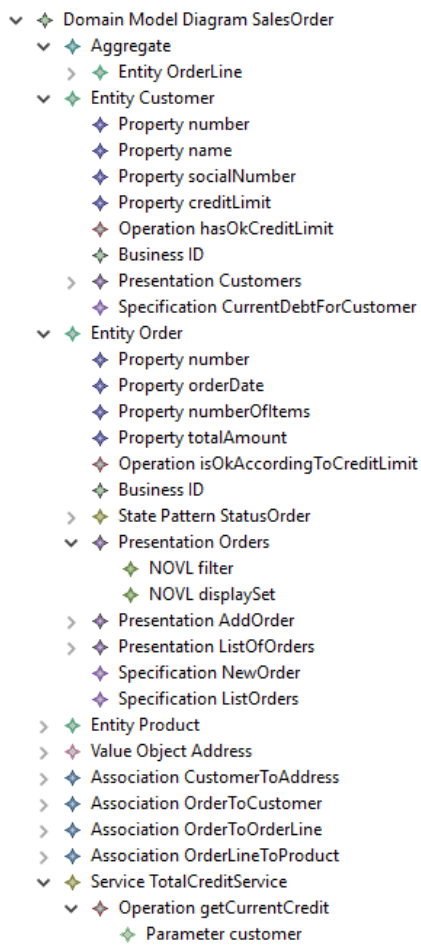 Domain Model Diagram SalesOrder
Aggregate
Entity OrderLine
Entity Customer
Property number
Property name
Property socialNumber
Property creditLimit
Operation hasOkCreditLimit
Business ID
Presentation Customers
Specification CurrentDebtForCustomer
Entity Order
Property number
Property orderDate
Property numberOfItems
Property totalAmount
Operation isOkAccordingToCreditLimit
Business ID
State Pattern StatusOrder
Presentation Orders
NOVL filter
NOVL displaySet
Presentation AddOrder
Presentation ListOfOrders
Specification NewOrder
Specification ListOrders
Entity Product
Value Object Address
Association CustomerToAddress
Association OrderToCustomer
Association OrderToOrderLine
Association OrderLineToProduct
Service TotalCreditService
Operation getCurrentCredit
Parameter customer